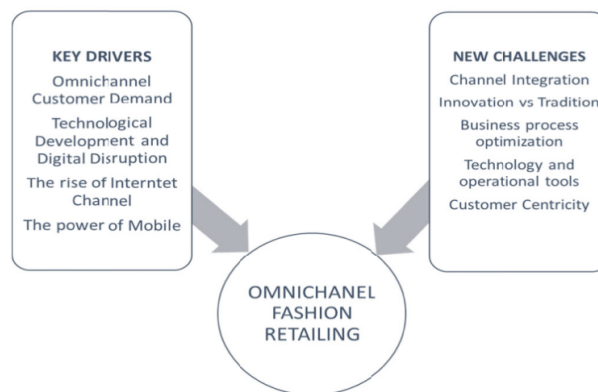 KEY DRIVERS
Omnichannel
Customer Demand
Technological
Development and
Digital Disruption
The rise of Interntet
Channel
The power of Mobile
NEW CHALLENGES
Channel Integration
Innovation vs Tradition
Business process
optimization
Technology and
operational tools
Customer Centricity
OMNICHANEL
FASHION
RETAILING